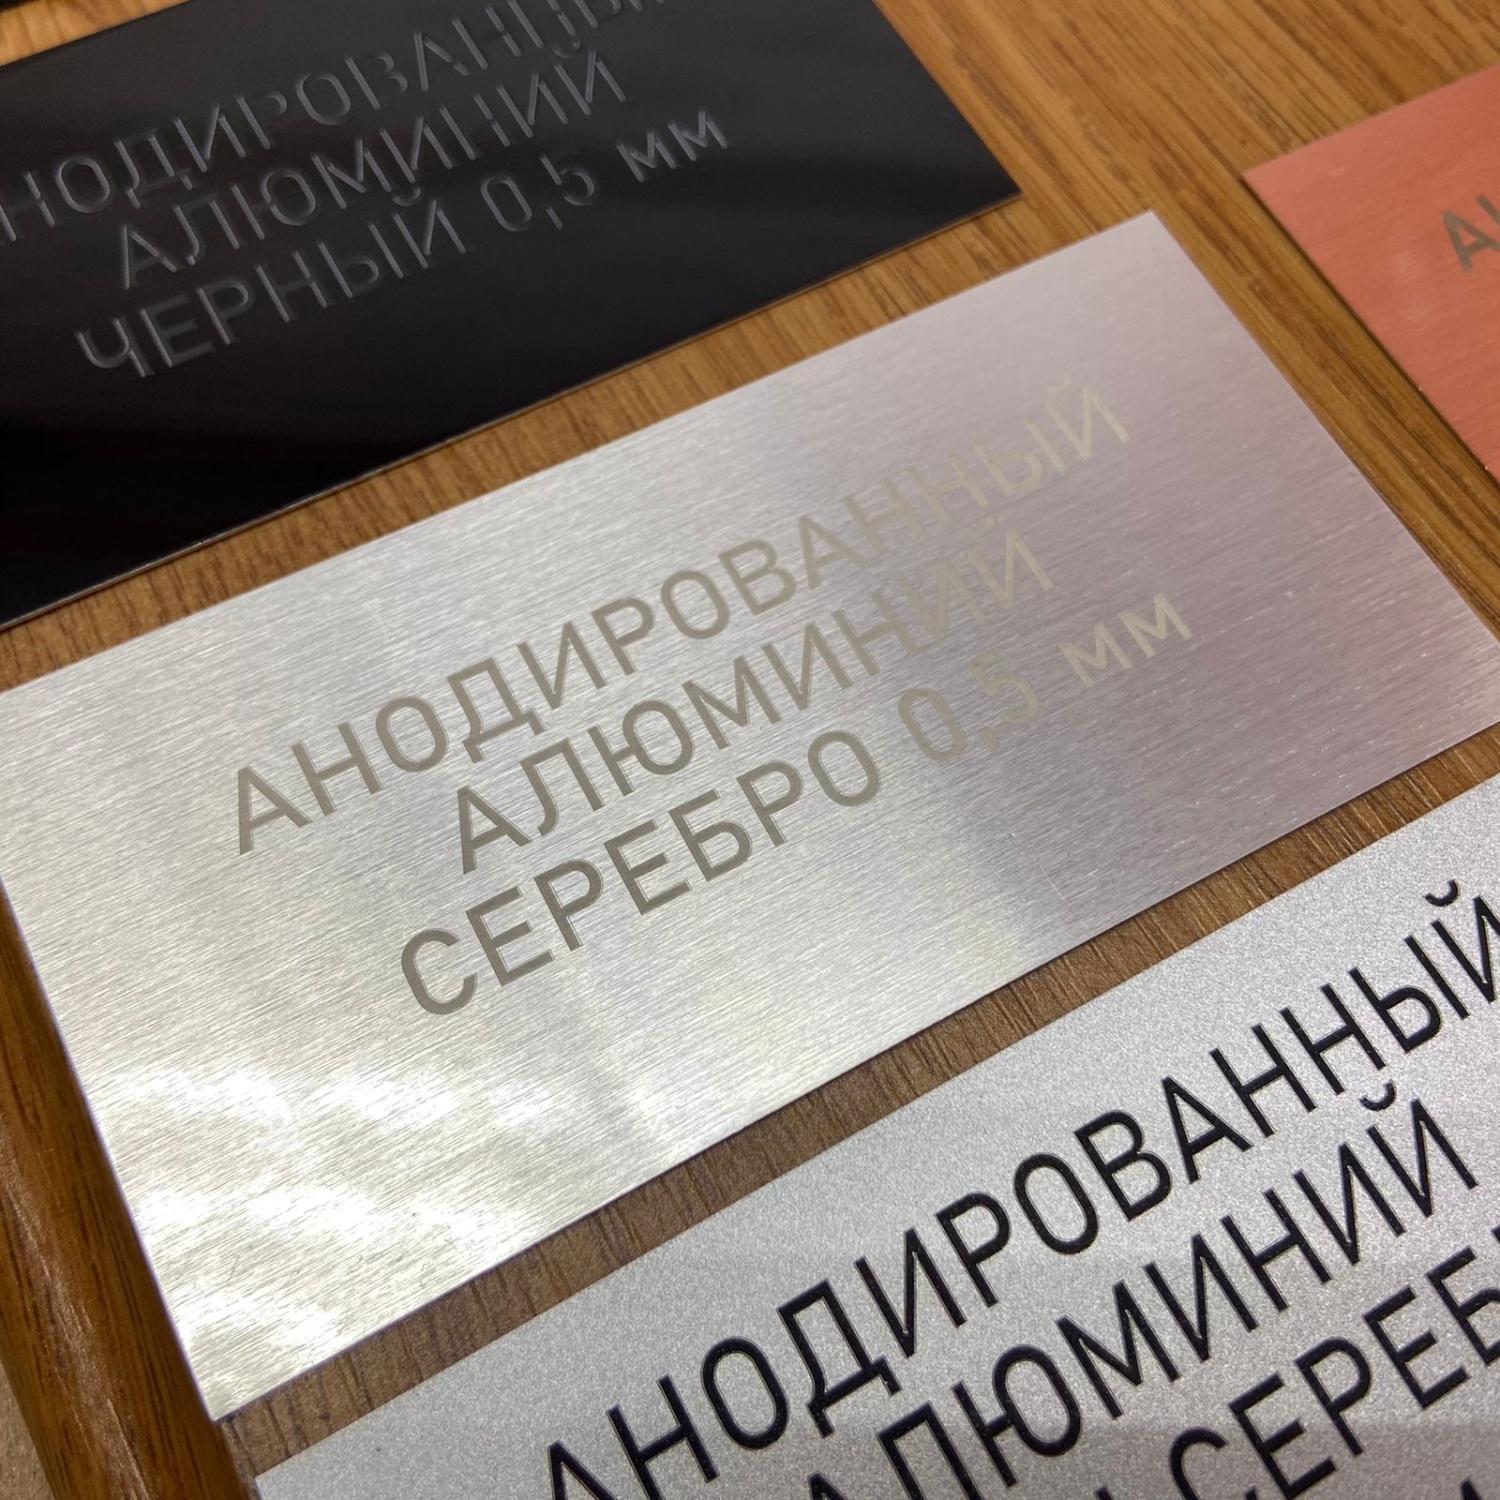 АНОДИРОВАННЫЙ
АЛЮМИНИЙ
ЧЕРНЫЙ 0,5 мм
АНОДИРОВАННЫЙ
АЛЮМИНИЙ
СЕРЕБРО 0,5 мм
АНОДИРОВАННЫЙ
АЛЮМИНИЙ